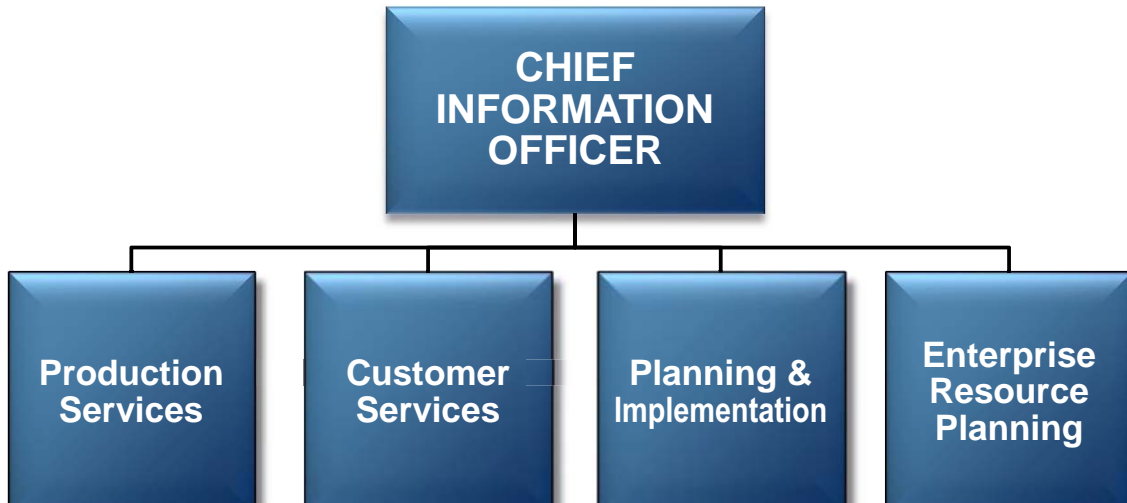 CHIEF
INFORMATION
OFFICER
Production
Services
Customer
Services
Planning &
Implementation
Enterprise
Resource
Planning